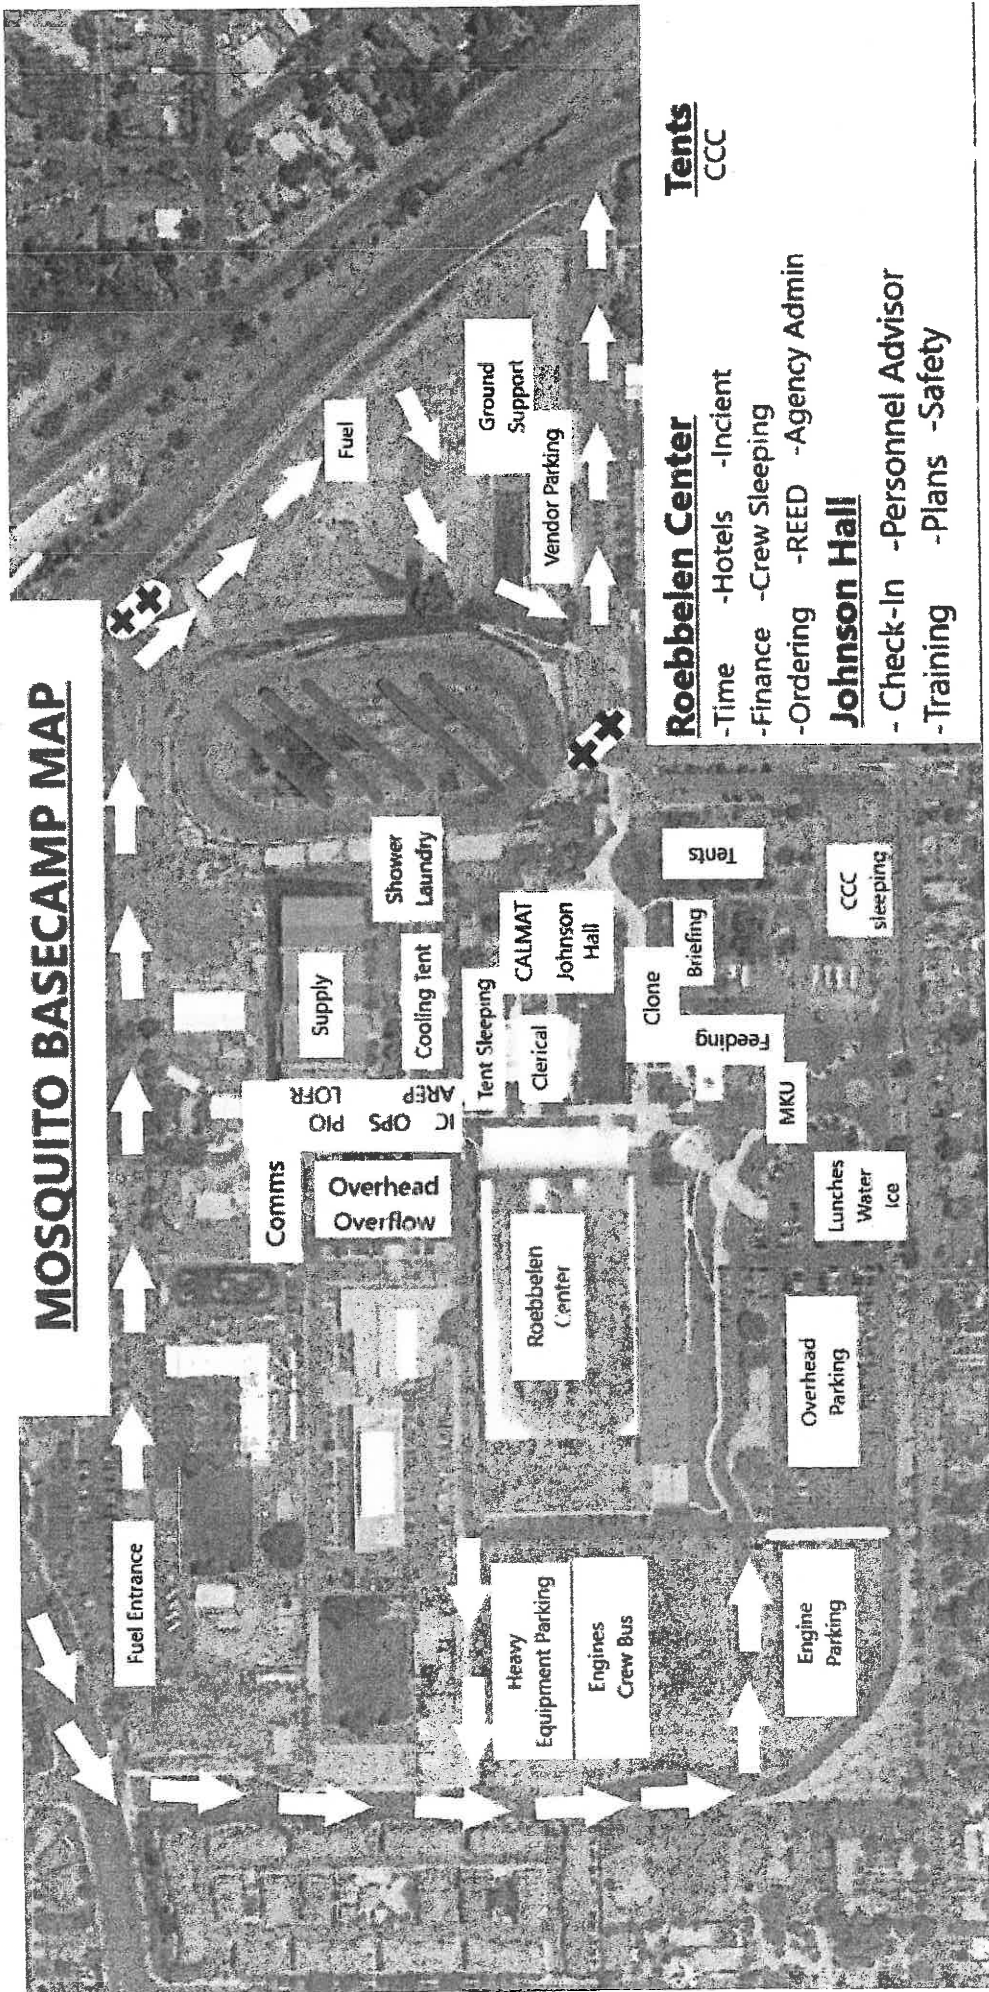 MOSQUITO BASECAMP MAP
Fuel Entrance
Comms
Overhead
Overflow
PIO LOFR
OPS
IC AREP
Supply
Cooling Tent
Shower
Laundry
Fuel
Ground
Support
Vendor Parking
Tent Sleeping
Clerical
CALMAT
Johnson
Hall
Roebbelen
Center
Clone
Briefing
Feeding
Tents
MKU
Lunches
Water
Ice
CCC
sleeping
Heavy
Equipment Parking
Engines
Crew Bus
Engine
Parking
Overhead
Parking
Roebbelen Center
-Time -Hotels -Incient
-Finance -Crew Sleeping
-Ordering -REED -Agency Admin
Johnson Hall
- Check-In -Personnel Advisor
-Training -Plans -Safety
Tents
CCC